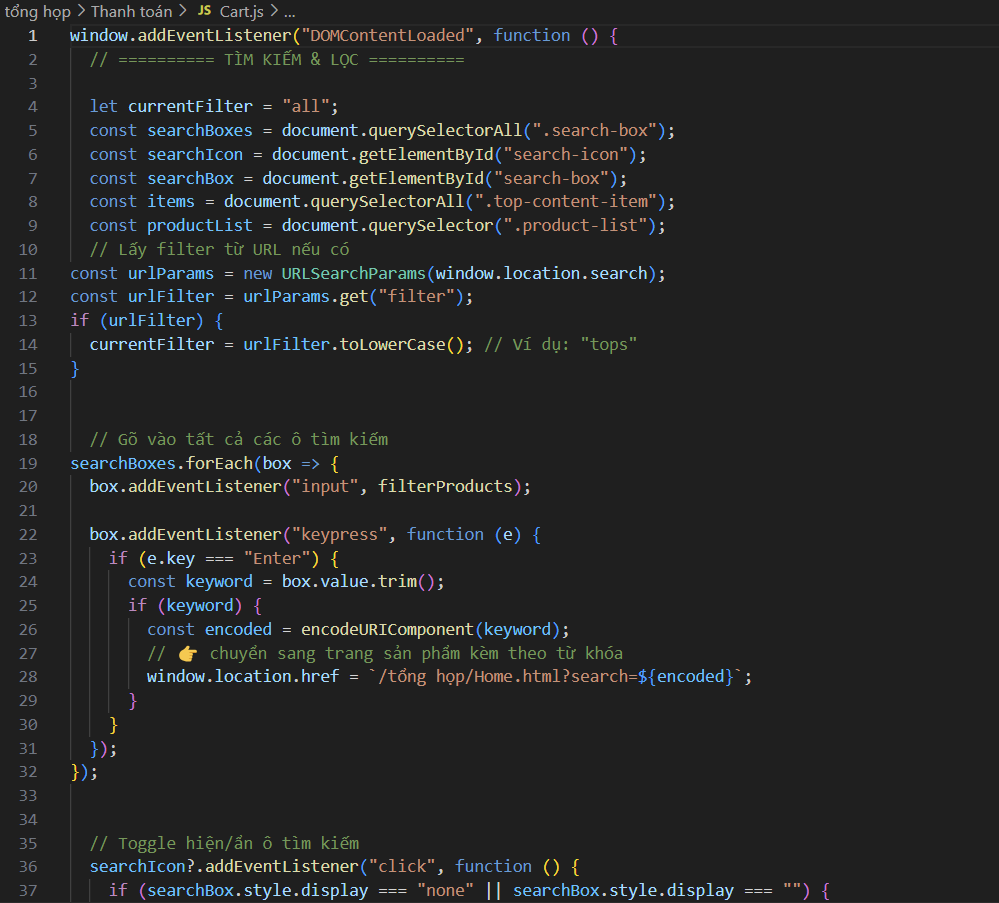 tổng họp > Thanh toán > JS Cart.js > ...
1 window.addEventListener("DOMContentLoaded", function () {
2   // ========== TÌM KIẾM & LỌC ==========
3
4   let currentFilter = "all";
5   const searchBoxes = document.querySelectorAll(".search-box");
6   const searchIcon = document.getElementById("search-icon");
7   const searchBox = document.getElementById("search-box");
8   const items = document.querySelectorAll(".top-content-item");
9   const productList = document.querySelector(".product-list");
10   // Lấy filter từ URL nếu có
11 const urlParams = new URLSearchParams(window.location.search);
12 const urlFilter = urlParams.get("filter");
13 if (urlFilter) {
14   currentFilter = urlFilter.toLowerCase(); // Ví dụ: "tops"
15 }
16
17
18   // Gõ vào tất cả các ô tìm kiếm
19 searchBoxes.forEach(box => {
20   box.addEventListener("input", filterProducts);
21
22   box.addEventListener("keypress", function (e) {
23     if (e.key === "Enter") {
24       const keyword = box.value.trim();
25       if (keyword) {
26         const encoded = encodeURIComponent(keyword);
27         // 👉 chuyển sang trang sản phẩm kèm theo từ khóa
28         window.location.href = `/tổng họp/Home.html?search=${encoded}`;
29       }
30     }
31   });
32 });
33
34
35   // Toggle hiện/ẩn ô tìm kiếm
36   searchIcon?.addEventListener("click", function () {
37     if (searchBox.style.display === "none" || searchBox.style.display === "") {